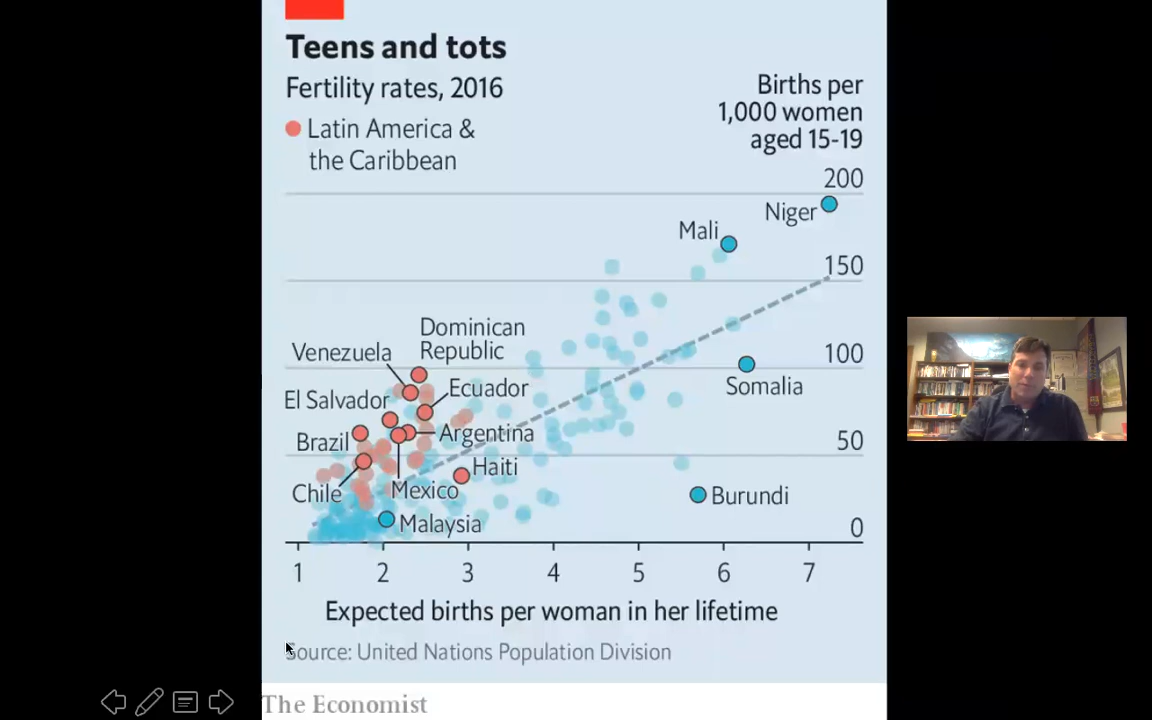 Teens and tots
Fertility rates, 2016
Latin America &
the Caribbean
Births per
1,000 women
aged 15-19
200
Niger
Mali
150
Dominican
Republic
Venezuela
100
Ecuador
El Salvador
Somalia
Brazil
Argentina
50
Haiti
Chile
Mexico
Burundi
Malaysia
0
1 2 3 4 5 6 7
Expected births per woman in her lifetime
Source: United Nations Population Division
The Economist